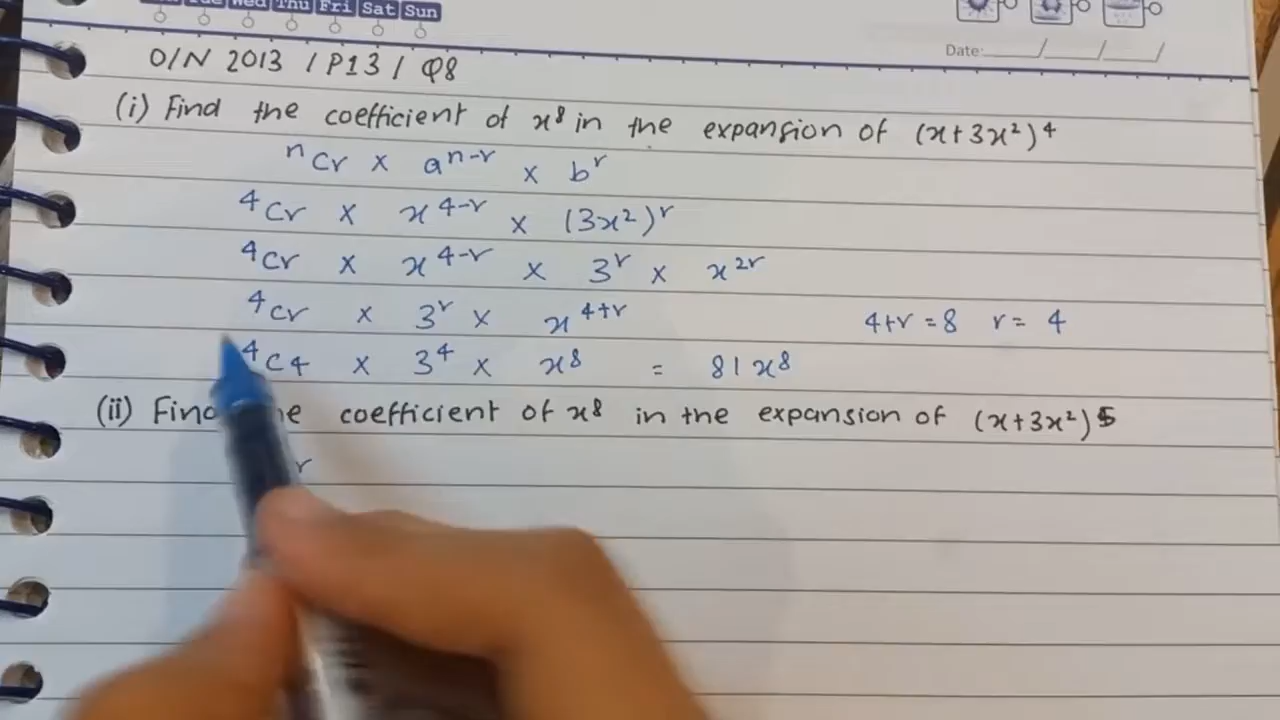 Wed Thu Fri Sat Sun
Date:
O/N 2013 / P13 / Q8
(i) Find the coefficient of x⁸ in the expansion of (x+3x²)⁴
ⁿCr × aⁿ⁻ʳ × bʳ
⁴Cr × x⁴⁻ʳ × (3x²)ʳ
⁴Cr × x⁴⁻ʳ × 3ʳ × x²ʳ
⁴Cr × 3ʳ × x⁴⁺ʳ 4+r = 8 r = 4
⁴C₄ × 3⁴ × x⁸ = 81x⁸
(ii) Find the coefficient of x⁸ in the expansion of (x+3x²)⁵
r